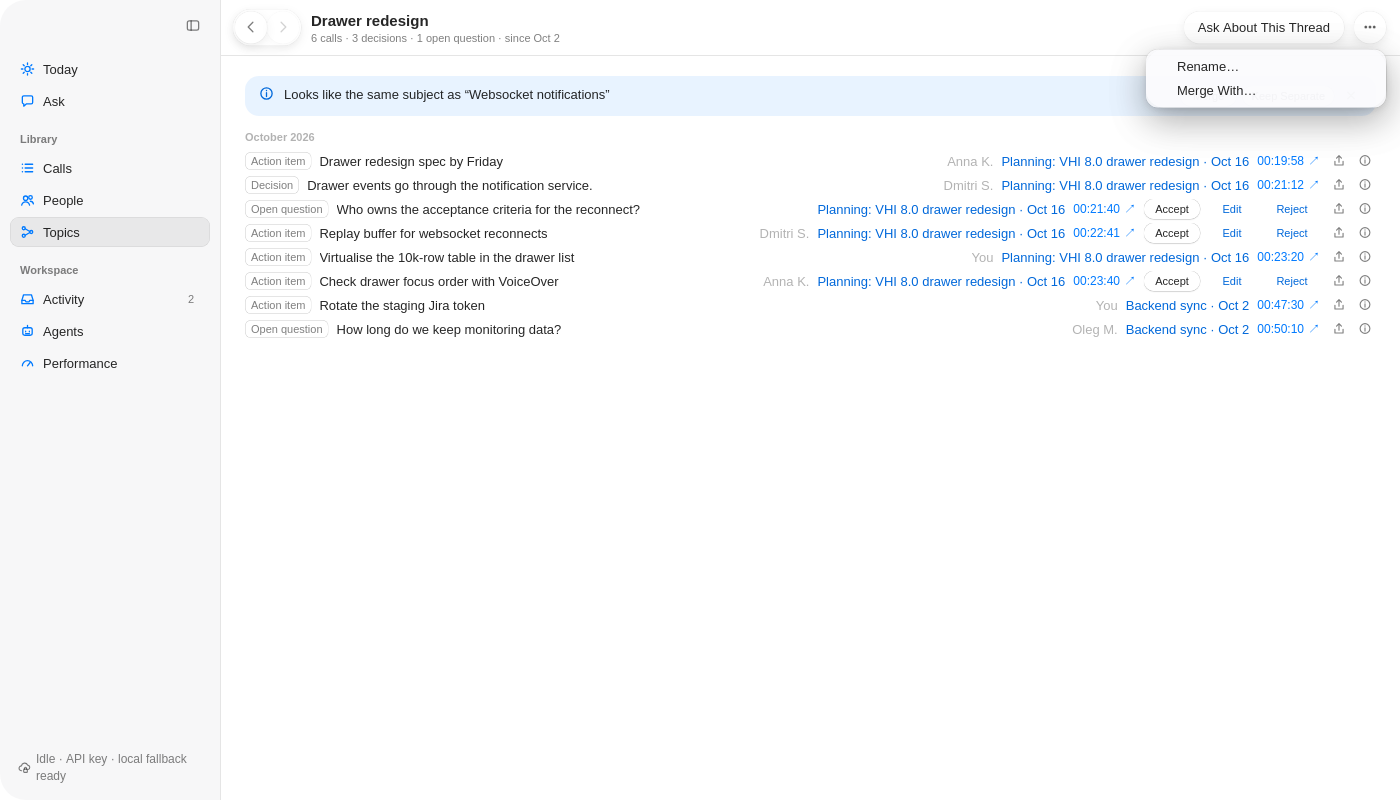 Drawer redesign
6 calls · 3 decisions · 1 open question · since Oct 2
Ask About This Thread
Rename…
Merge With…
Today
Ask
Library
Calls
People
Topics
Workspace
Activity 2
Agents
Performance
Idle · API key · local fallback
ready
Looks like the same subject as “Websocket notifications”
October 2026
Action item Drawer redesign spec by Friday Anna K. Planning: VHI 8.0 drawer redesign · Oct 16 00:19:58 ↗
Decision Drawer events go through the notification service. Dmitri S. Planning: VHI 8.0 drawer redesign · Oct 16 00:21:12 ↗
Open question Who owns the acceptance criteria for the reconnect? Planning: VHI 8.0 drawer redesign · Oct 16 00:21:40 ↗ Accept Edit Reject
Action item Replay buffer for websocket reconnects Dmitri S. Planning: VHI 8.0 drawer redesign · Oct 16 00:22:41 ↗ Accept Edit Reject
Action item Virtualise the 10k-row table in the drawer list You Planning: VHI 8.0 drawer redesign · Oct 16 00:23:20 ↗
Action item Check drawer focus order with VoiceOver Anna K. Planning: VHI 8.0 drawer redesign · Oct 16 00:23:40 ↗ Accept Edit Reject
Action item Rotate the staging Jira token You Backend sync · Oct 2 00:47:30 ↗
Open question How long do we keep monitoring data? Oleg M. Backend sync · Oct 2 00:50:10 ↗